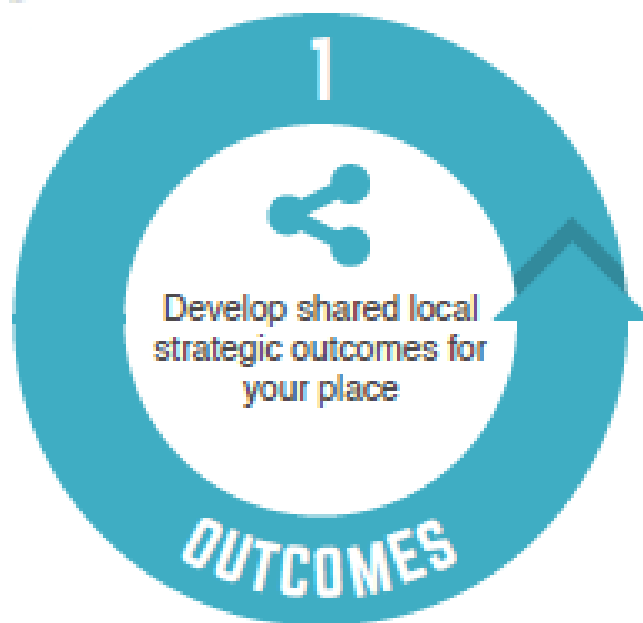 1
Develop shared local
strategic outcomes for
your place
OUTCOMES